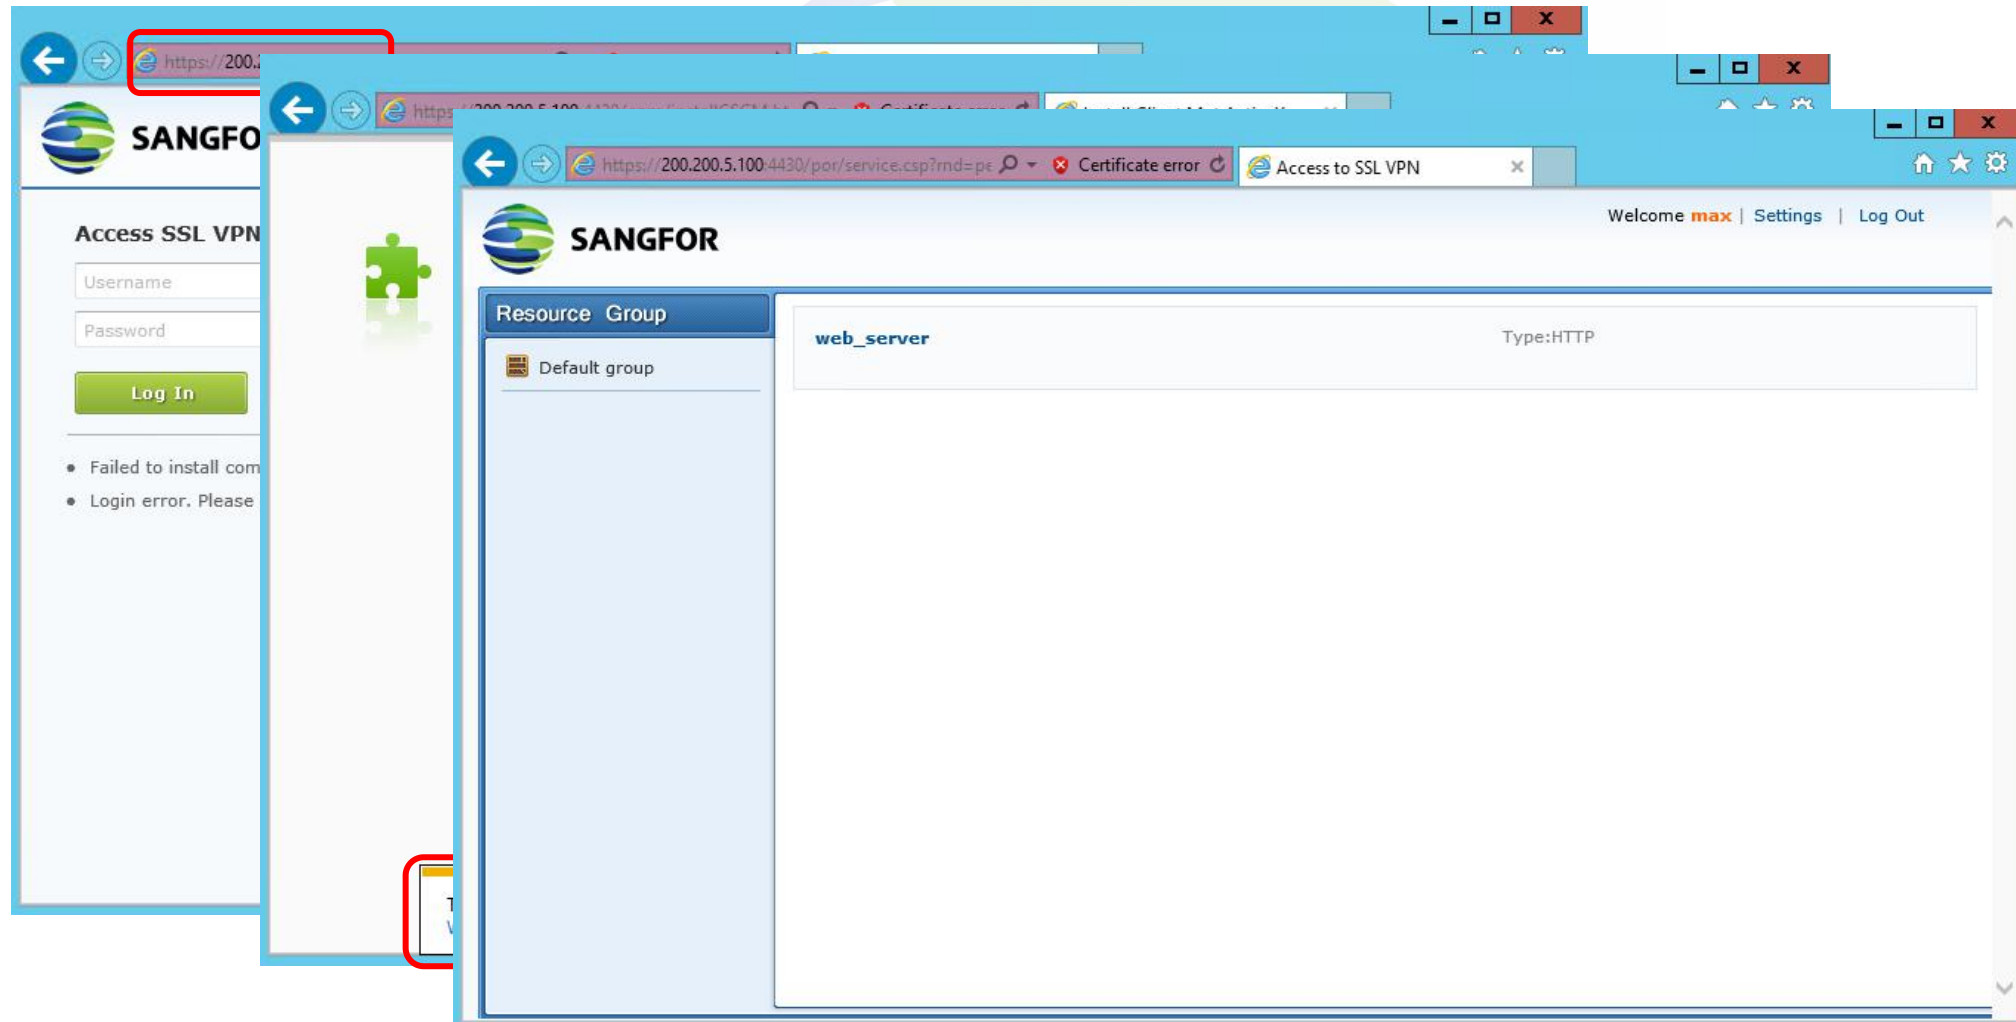 https://200.2
SANGFO
Access SSL VPN
Username
Password
Log In
Failed to install com
Login error. Please
https
X
X
X
https://200.200.5.100:4430/por/service.csp?rnd=pe
Certificate error
Access to SSL VPN
SANGFOR
Welcome max | Settings | Log Out
Resource Group
Default group
web_server
Type:HTTP